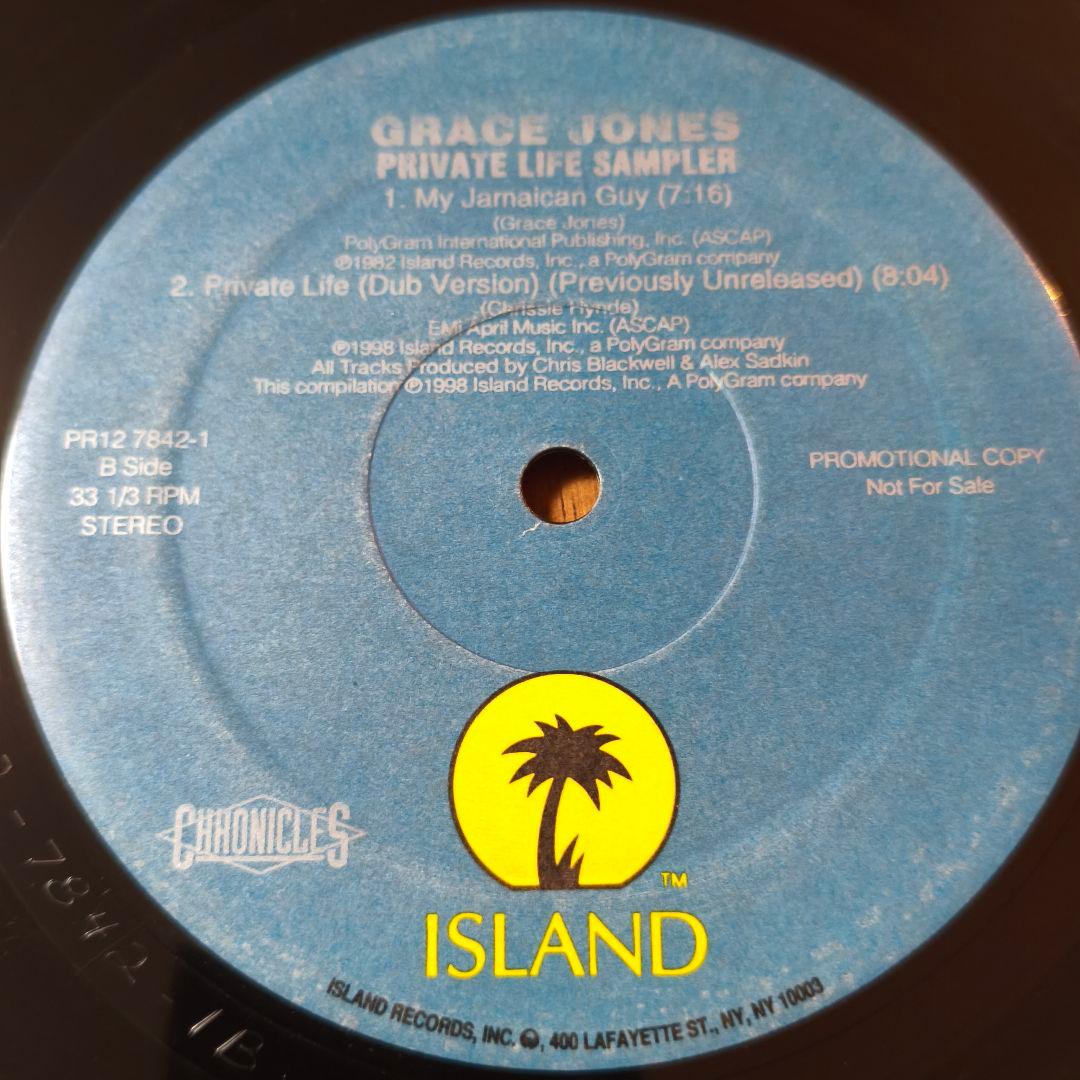 GRACE JONES
PRIVATE LIFE SAMPLER
1. My Jamaican Guy (7:16)
(Grace Jones)
PolyGram International Publishing, Inc. (ASCAP)
℗1982 Island Records, Inc., a PolyGram company
2. Private Life (Dub Version) (Previously Unreleased) (8:04)
(Chrissie Hynde)
EMI April Music Inc. (ASCAP)
℗1998 Island Records, Inc., a PolyGram company
All Tracks Produced by Chris Blackwell & Alex Sadkin
This compilation ℗1998 Island Records, Inc., A PolyGram company
PR12 7842-1
B Side
33 1/3 RPM
STEREO
PROMOTIONAL COPY
Not For Sale
CHRONICLES
TM
ISLAND
ISLAND RECORDS, INC. , 400 LAFAYETTE ST., NY, NY 10003
- 7842 - 1B